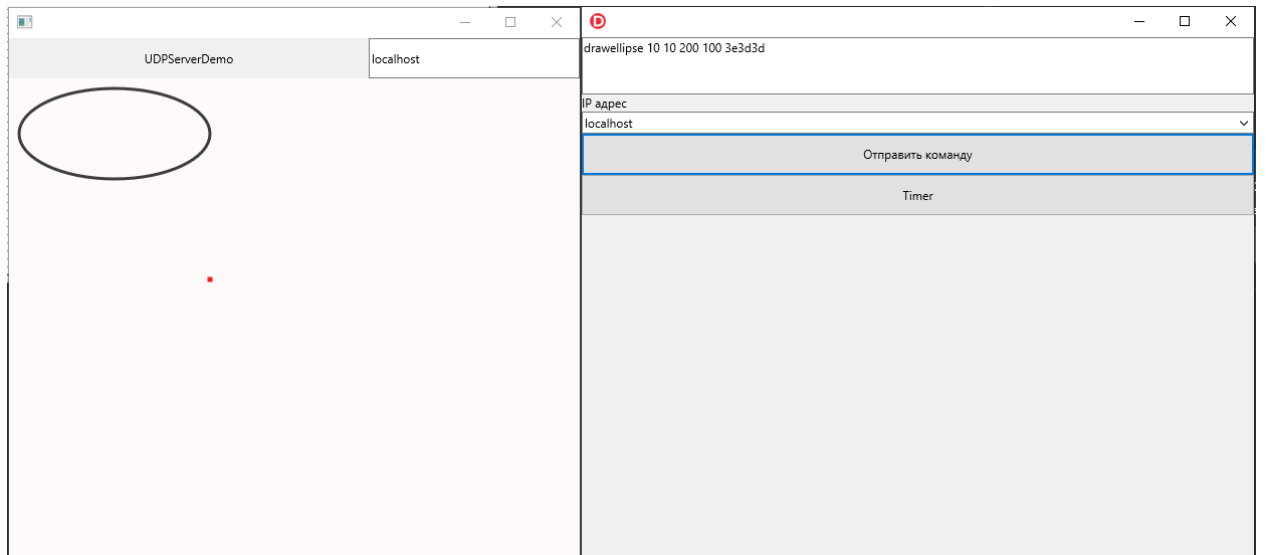 UDPServerDemo
localhost
D
drawellipse 10 10 200 100 3e3d3d
IP адрес
localhost
Отправить команду
Timer